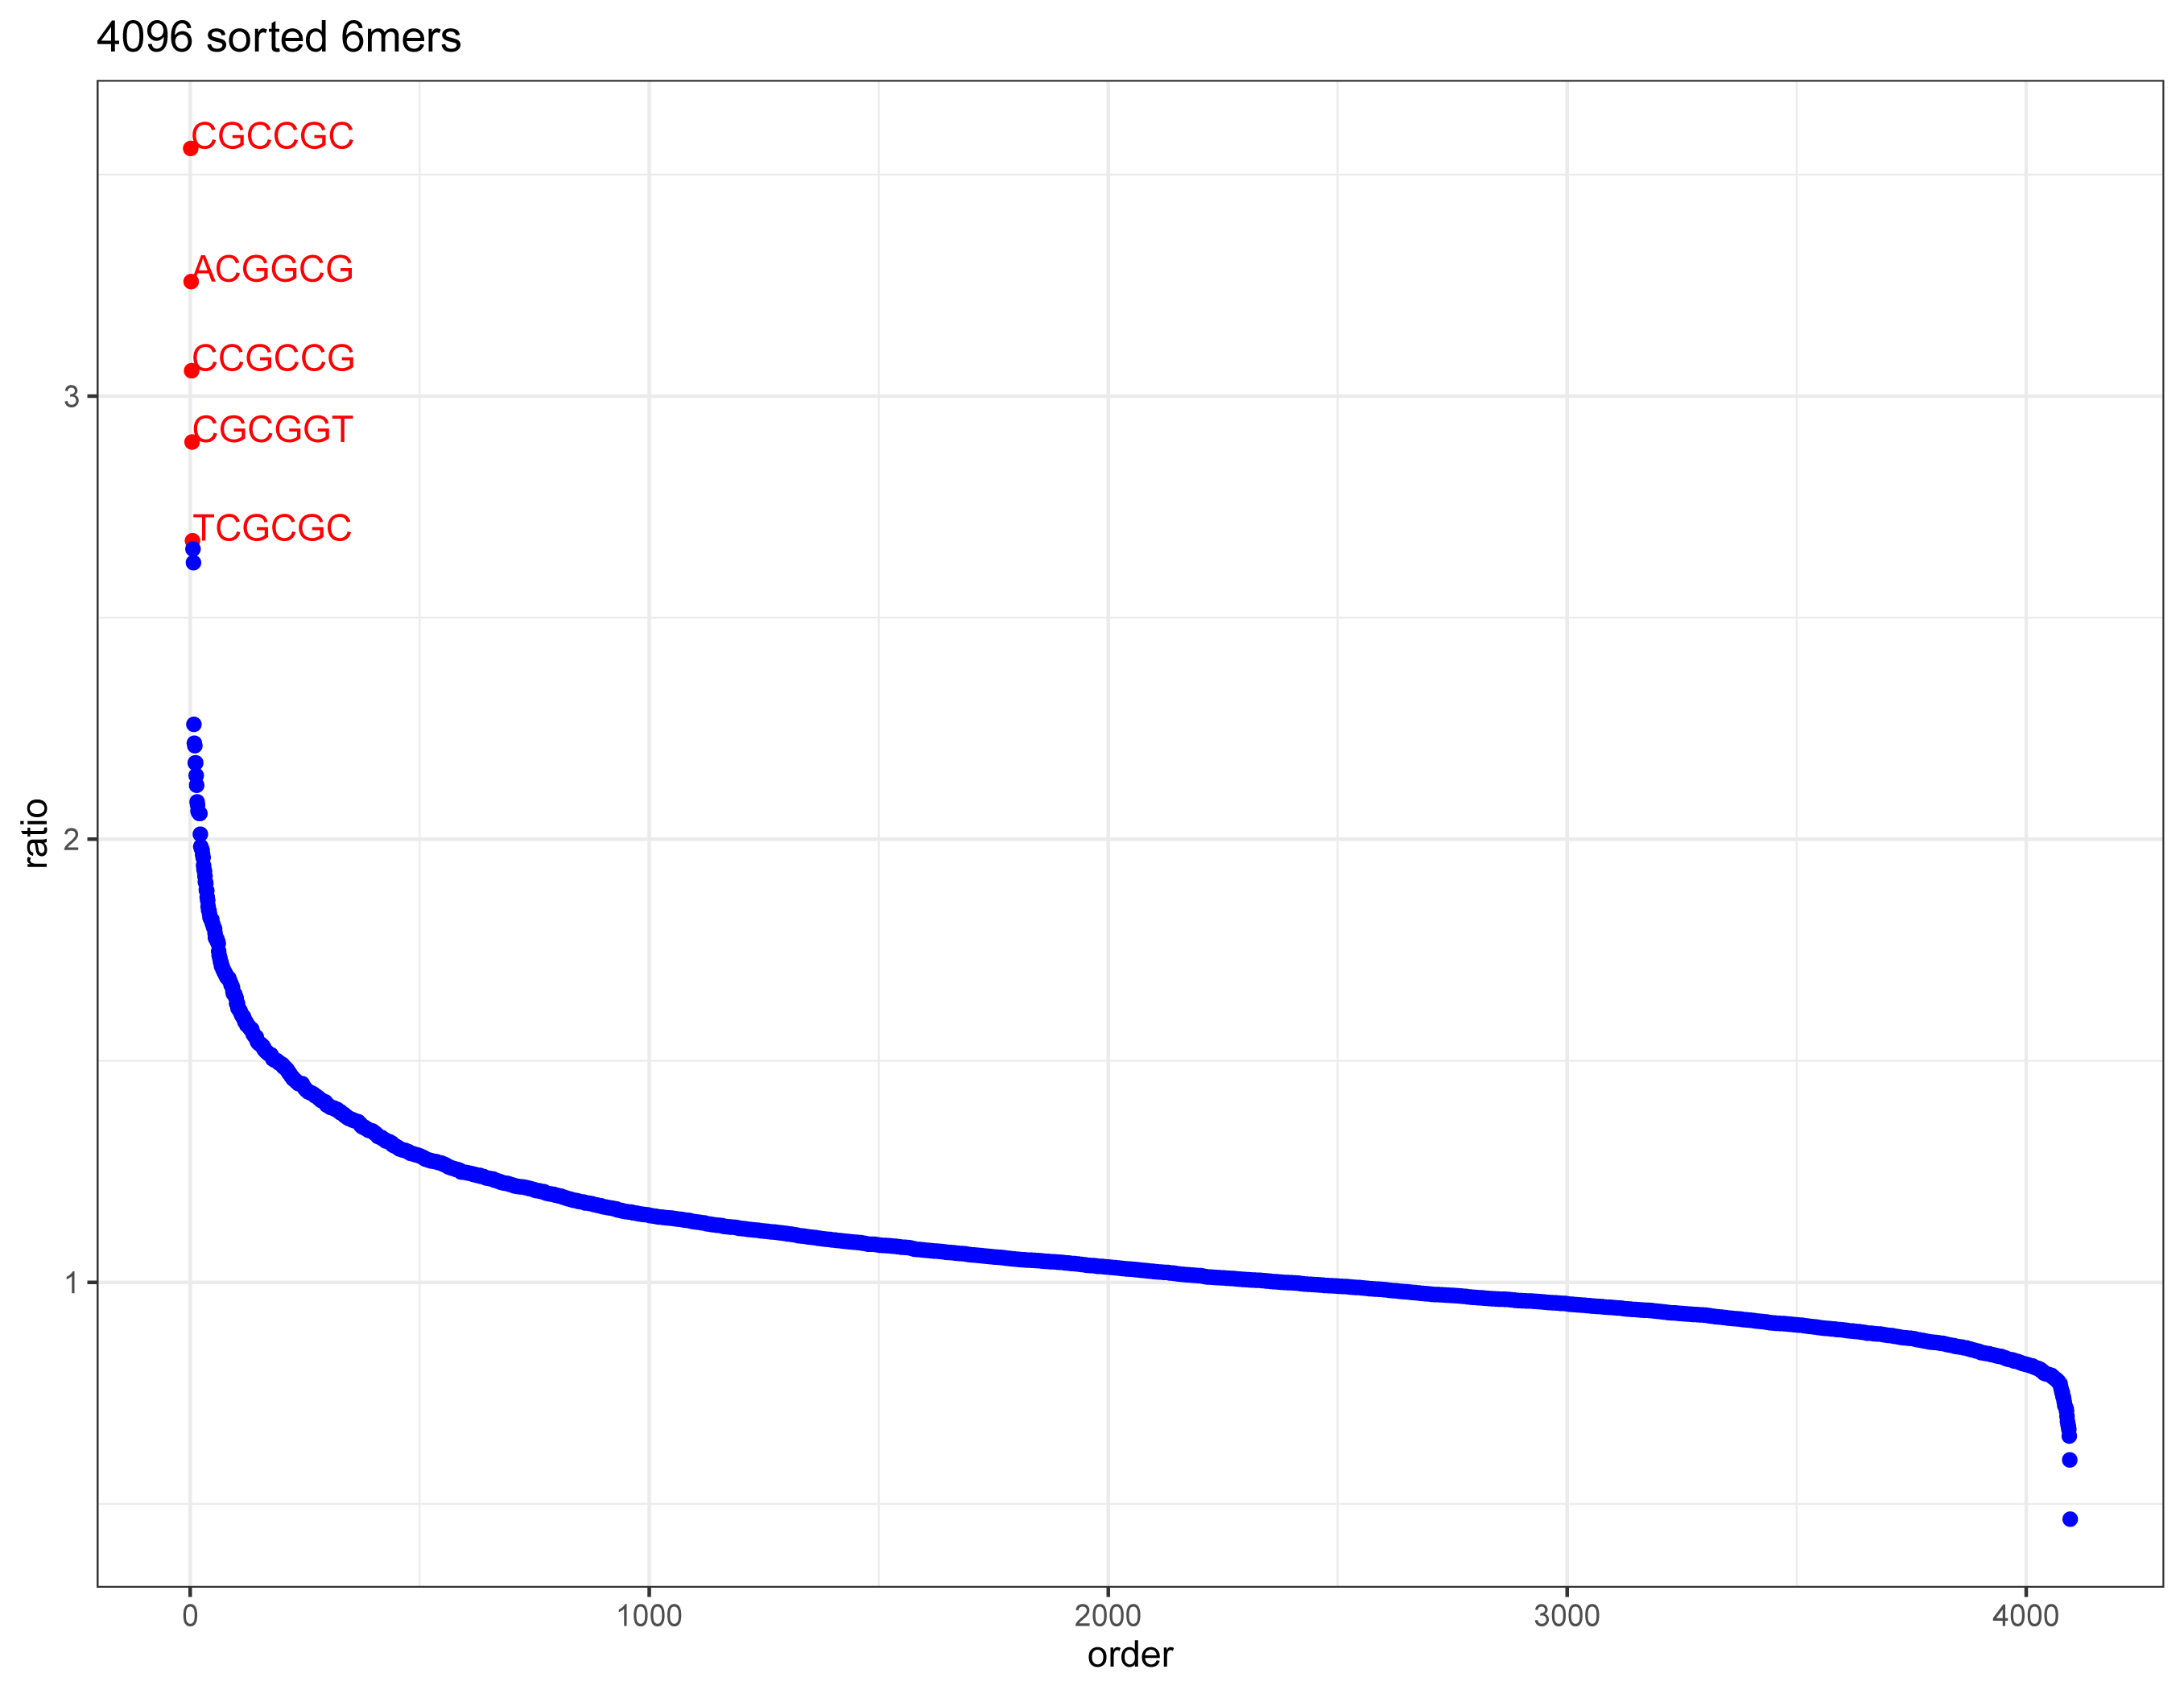 4096 sorted 6mers
CGCCGC
ACGGCG
CCGCCG
CGCGGT
TCGCGC
3
2
1
ratio
0 1000 2000 3000 4000
order